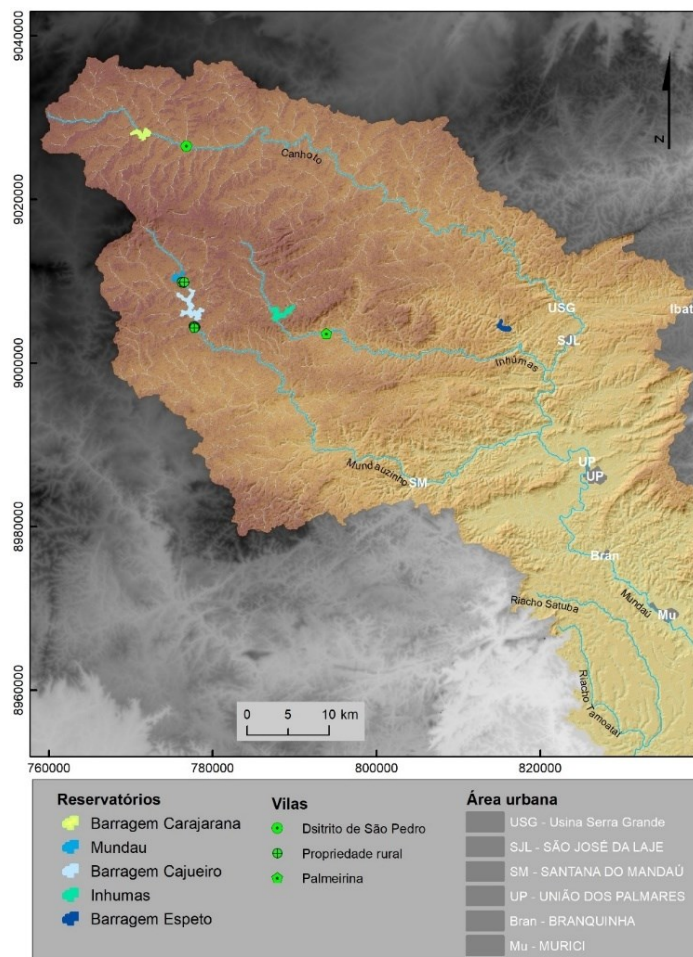 9040000
Canhoto
N
9020000
USG
Ibat
SJL
Inhúmas
9000000
UP
UP
Mundauzinho
SM
8980000
Bran
Mundaú
Riacho Satuba
Mu
8960000
Riacho Tamoatal
0 5 10 km
760000 780000 800000 820000
Reservatórios
Barragem Carajarana
Mundau
Barragem Cajueiro
Inhumas
Barragem Espeto
Vilas
Dsitrito de São Pedro
Propriedade rural
Palmeirina
Área urbana
USG - Usina Serra Grande
SJL - SÃO JOSÉ DA LAJE
SM - SANTANA DO MANDAÚ
UP - UNIÃO DOS PALMARES
Bran - BRANQUINHA
Mu - MURICI